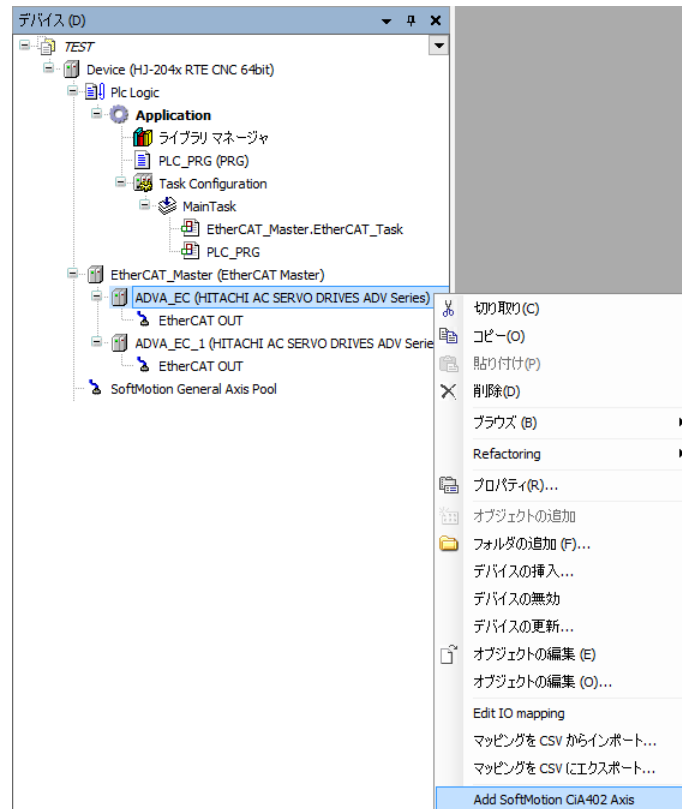 デバイス (D)
TEST
Device (HJ-204x RTE CNC 64bit)
Plc Logic
Application
ライブラリ マネージャ
PLC_PRG (PRG)
Task Configuration
MainTask
EtherCAT_Master.EtherCAT_Task
PLC_PRG
EtherCAT_Master (EtherCAT Master)
ADVA_EC (HITACHI AC SERVO DRIVES ADV Series)
EtherCAT OUT
ADVA_EC_1 (HITACHI AC SERVO DRIVES ADV Serie
EtherCAT OUT
SoftMotion General Axis Pool
切り取り(C)
コピー(O)
貼り付け(P)
削除(D)
ブラウズ (B)
Refactoring
プロパティ(R)...
オブジェクトの追加
フォルダの追加 (F)...
デバイスの挿入...
デバイスの無効
デバイスの更新...
オブジェクトの編集 (E)
オブジェクトの編集 (O)...
Edit IO mapping
マッピングを CSV からインポート...
マッピングを CSV にエクスポート...
Add SoftMotion CiA402 Axis